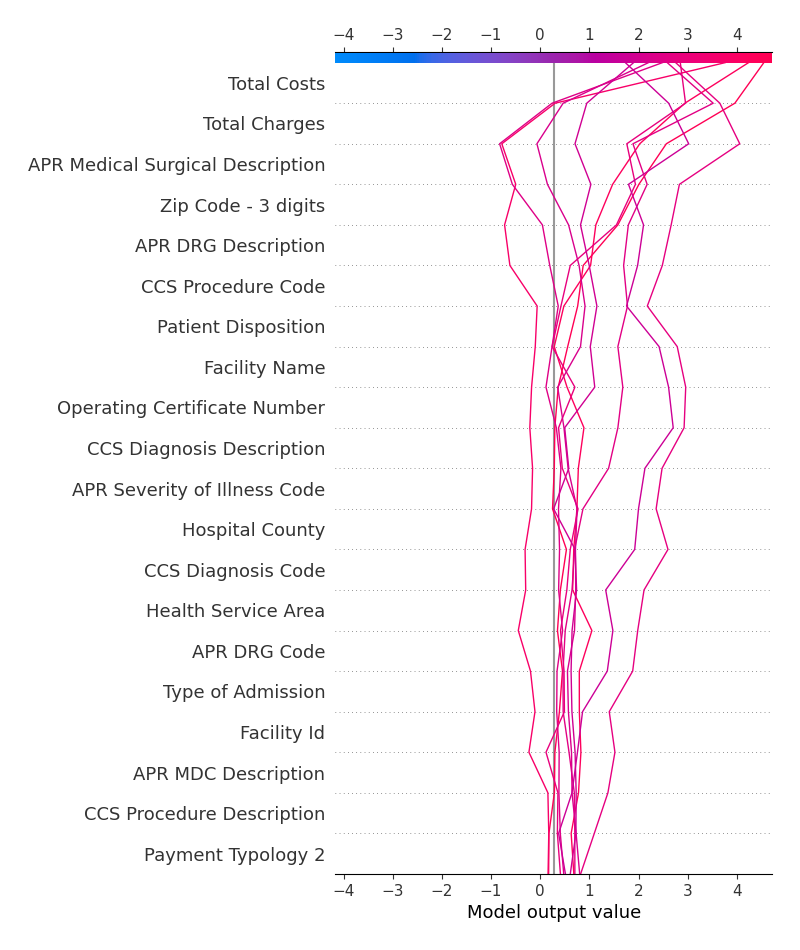 −4 −3 −2 −1 0 1 2 3 4
Total Costs
Total Charges
APR Medical Surgical Description
Zip Code - 3 digits
APR DRG Description
CCS Procedure Code
Patient Disposition
Facility Name
Operating Certificate Number
CCS Diagnosis Description
APR Severity of Illness Code
Hospital County
CCS Diagnosis Code
Health Service Area
APR DRG Code
Type of Admission
Facility Id
APR MDC Description
CCS Procedure Description
Payment Typology 2
−4 −3 −2 −1 0 1 2 3 4
Model output value